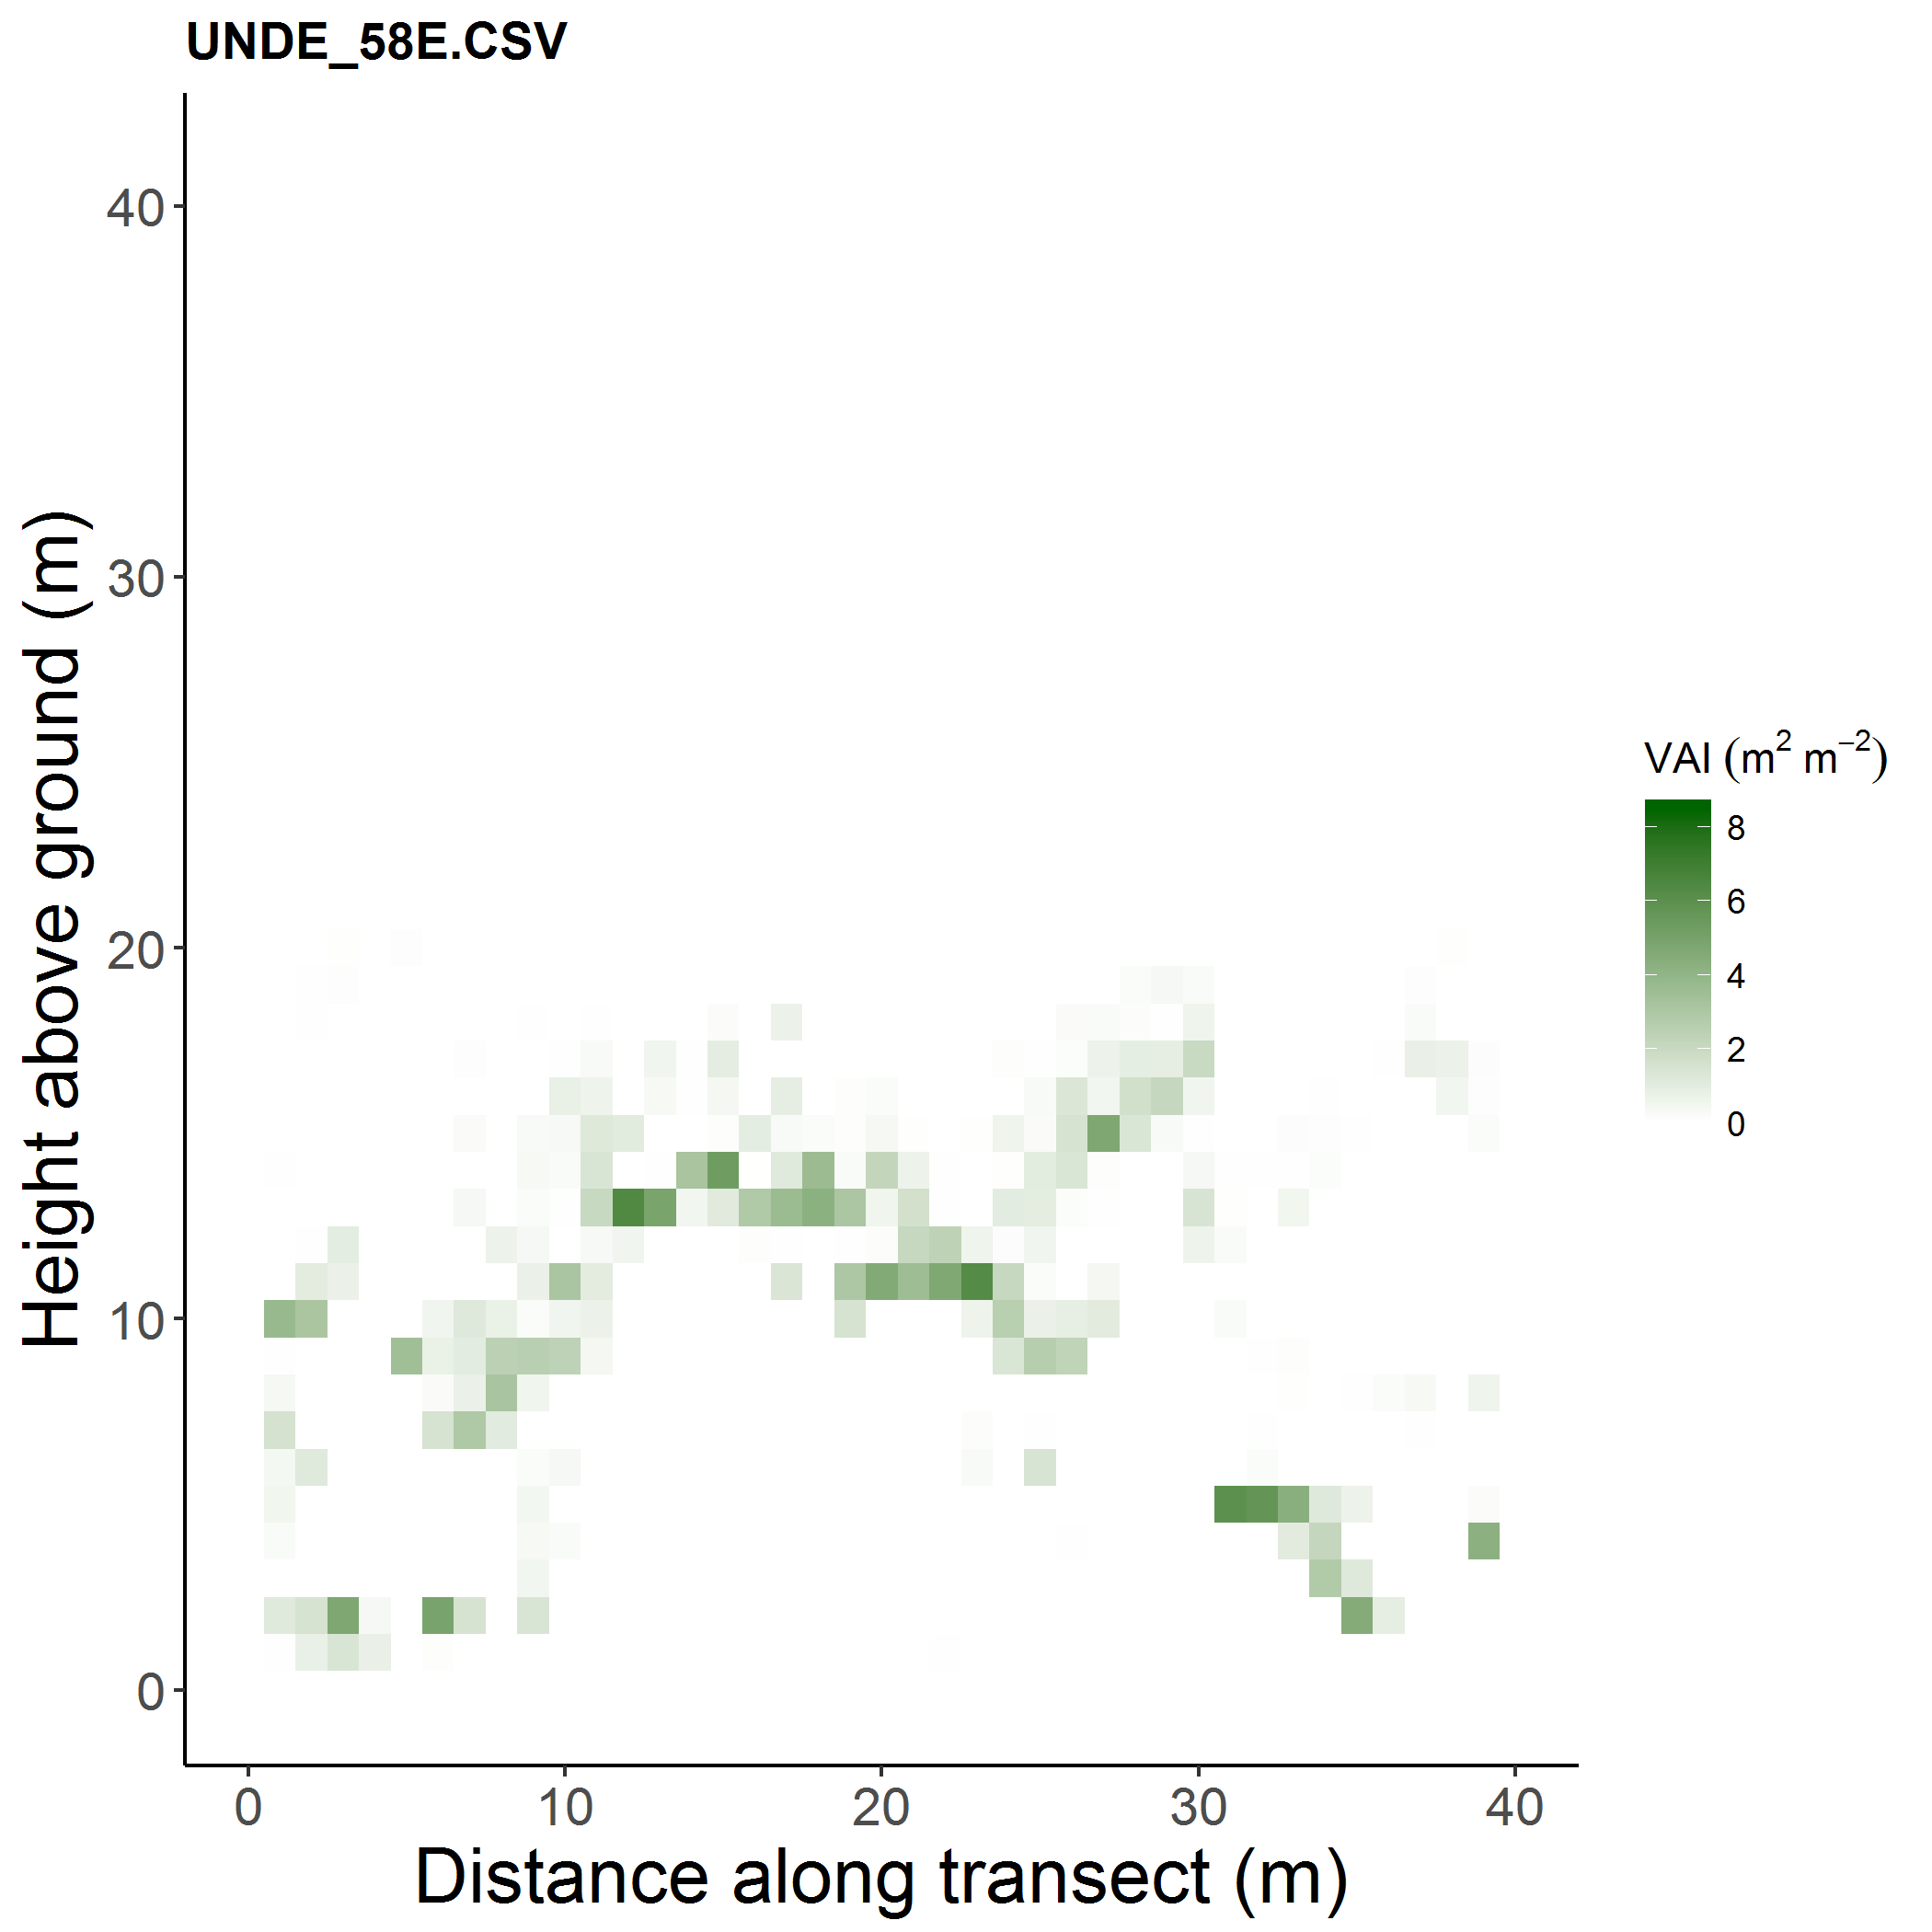 UNDE_58E.CSV
40
30
20
10
0
Height above ground (m)
0 10 20 30 40
Distance along transect (m)
VAI (m² m⁻²)
8
6
4
2
0